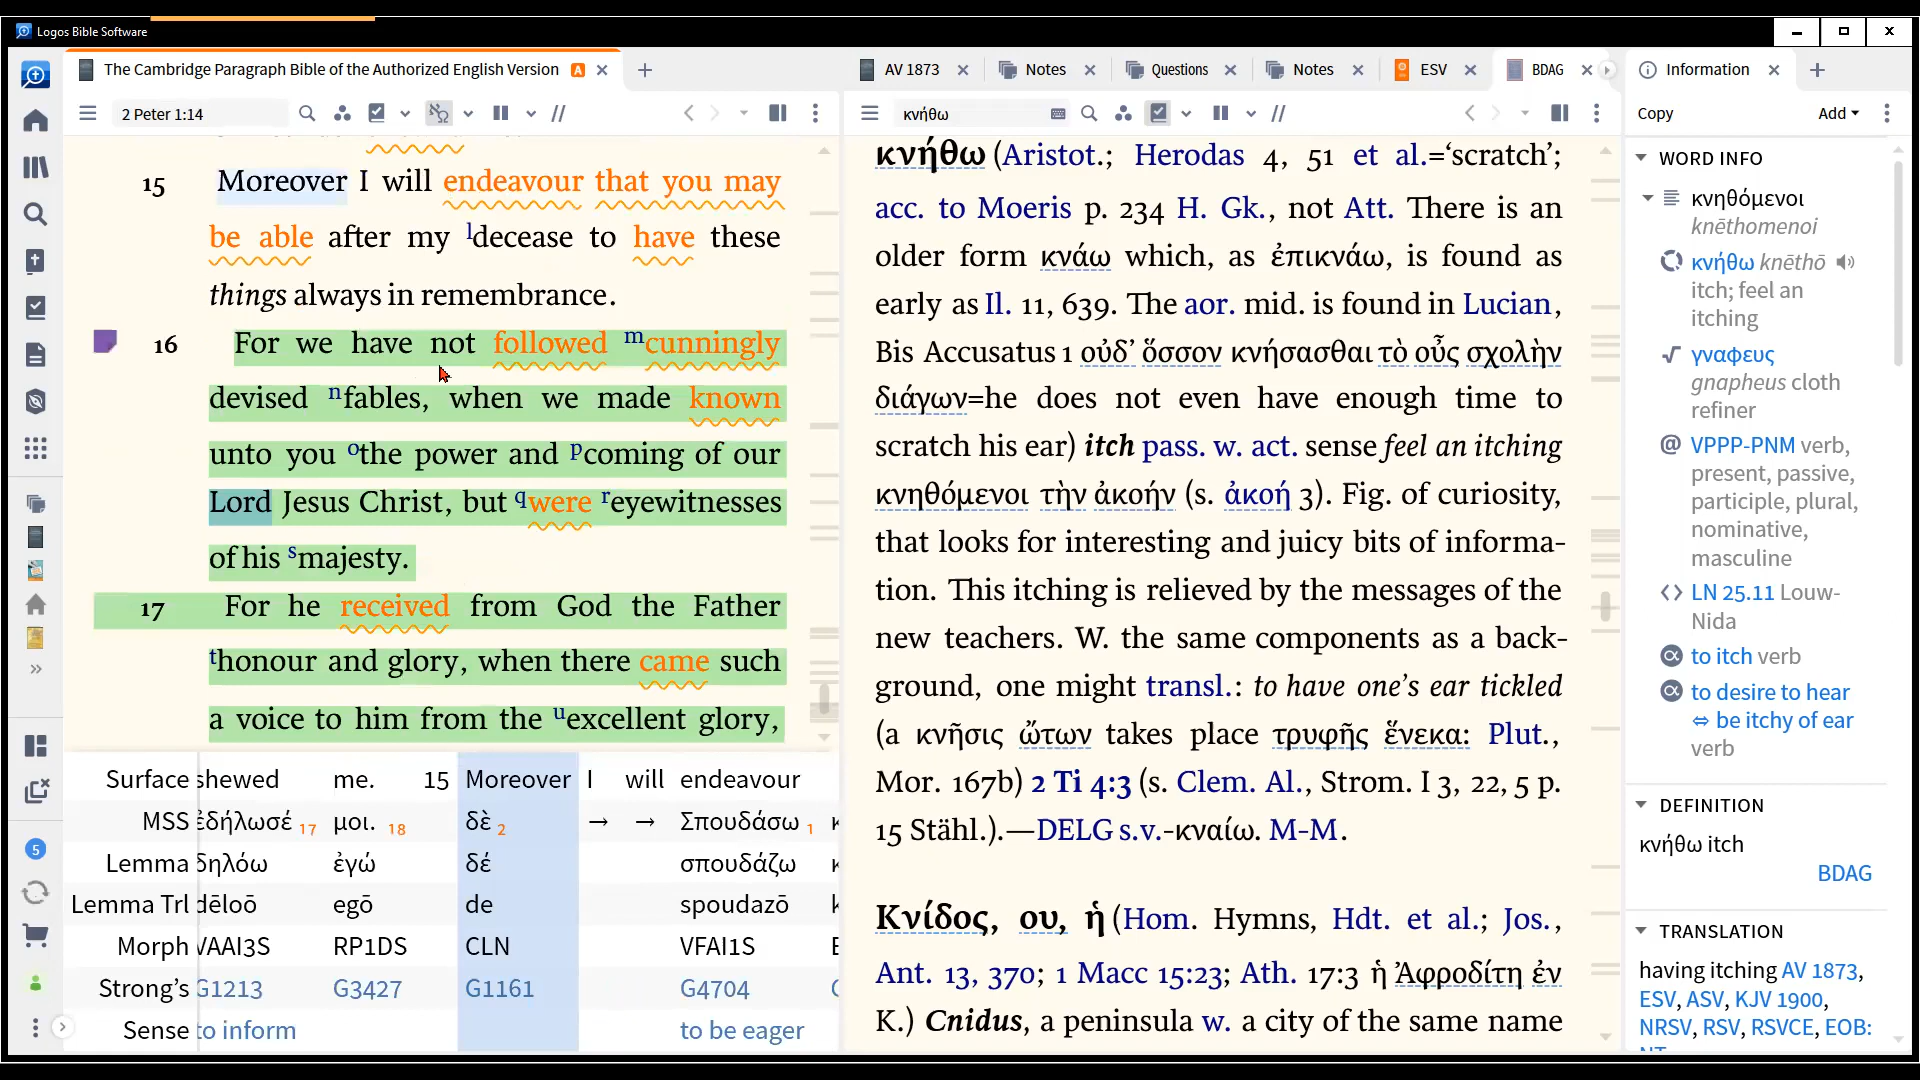 Logos Bible Software
The Cambridge Paragraph Bible of the Authorized English Version A
2 Peter 1:14
15 Moreover I will endeavour that you may
be able after my ldecease to have these
things always in remembrance.
16 For we have not followed mcunningly
devised nfables, when we made known
unto you othe power and pcoming of our
Lord Jesus Christ, but qwere reyewitnesses
of his smajesty.
17 For he received from God the Father
thonour and glory, when there came such
a voice to him from the uexcellent glory,
Surface shewed me. 15 Moreover I will endeavour
MSS ἐδήλωσέ 17 μοι. 18 δὲ 2 → → Σπουδάσω 1
Lemma δηλόω ἐγώ δέ σπουδάζω
Lemma Trl dēloō egō de spoudazō
Morph VAAI3S RP1DS CLN VFAI1S
Strong’s G1213 G3427 G1161 G4704
Sense to inform to be eager
5
AV 1873 Notes Questions Notes ESV BDAG
κνήθω
κνήθω (Aristot.; Herodas 4, 51 et al.=‘scratch’;
acc. to Moeris p. 234 H. Gk., not Att. There is an
older form κνάω which, as ἐπικνάω, is found as
early as Il. 11, 639. The aor. mid. is found in Lucian,
Bis Accusatus 1 οὐδ’ ὅσσον κνήσασθαι τὸ οὖς σχολὴν
διάγων=he does not even have enough time to
scratch his ear) itch pass. w. act. sense feel an itching
κνηθόμενοι τὴν ἀκοήν (s. ἀκοή 3). Fig. of curiosity,
that looks for interesting and juicy bits of informa-
tion. This itching is relieved by the messages of the
new teachers. W. the same components as a back-
ground, one might transl.: to have one’s ear tickled
(a κνῆσις ὤτων takes place τρυφῆς ἕνεκα: Plut.,
Mor. 167b) 2 Ti 4:3 (s. Clem. Al., Strom. I 3, 22, 5 p.
15 Stähl.).—DELG s.v.-κναίω. M-M.
Κνίδος, ου, ἡ (Hom. Hymns, Hdt. et al.; Jos.,
Ant. 13, 370; 1 Macc 15:23; Ath. 17:3 ἡ Ἀφροδίτη ἐν
K.) Cnidus, a peninsula w. a city of the same name
Information
Copy Add
WORD INFO
κνηθόμενοι
knēthomenoi
κνήθω knēthō
itch; feel an
itching
γναφευς
gnapheus cloth
refiner
@ VPPP-PNM verb,
present, passive,
participle, plural,
nominative,
masculine
LN 25.11 Louw-
Nida
to itch verb
to desire to hear
⇔ be itchy of ear
verb
DEFINITION
κνήθω itch
BDAG
TRANSLATION
having itching AV 1873,
ESV, ASV, KJV 1900,
NRSV, RSV, RSVCE, EOB: